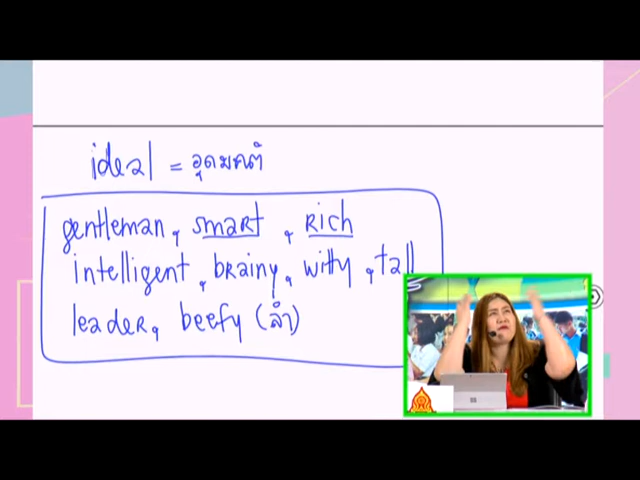 ideal = อุดมคติ
gentleman, smart, Rich
intelligent, brainy, witty, tall
leader, beefy (ล่ำ)